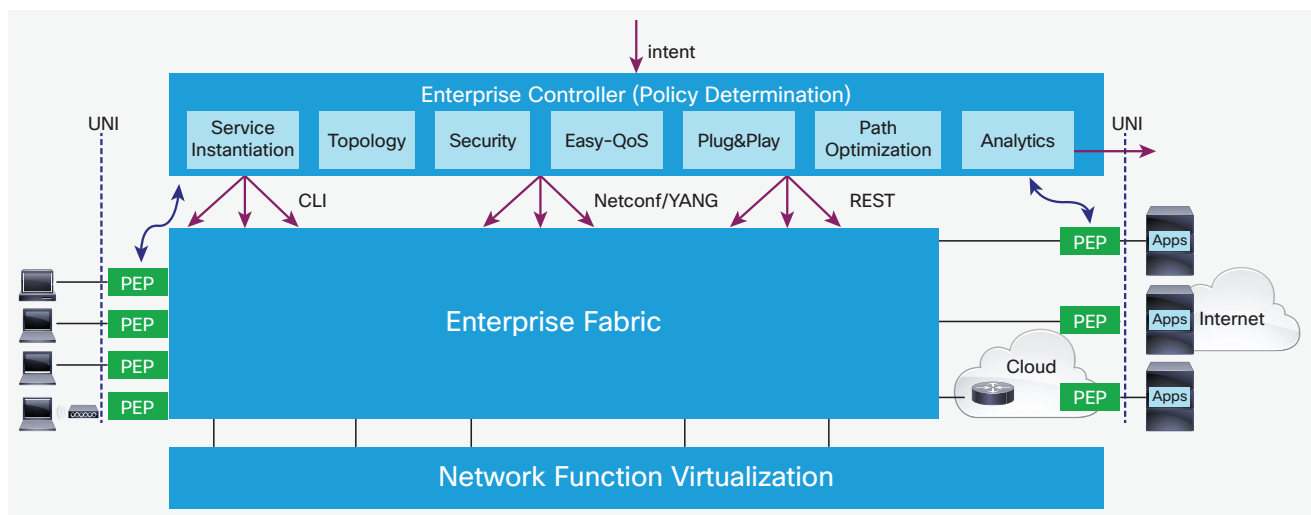 intent
Enterprise Controller (Policy Determination)
UNI
UNI
Service
Instantiation
Topology
Security
Easy-QoS
Plug&Play
Path
Optimization
Analytics
CLI
Netconf/YANG
REST
PEP
Apps
PEP
Enterprise Fabric
PEP
PEP
Apps
Internet
PEP
Cloud
PEP
PEP
Apps
Network Function Virtualization